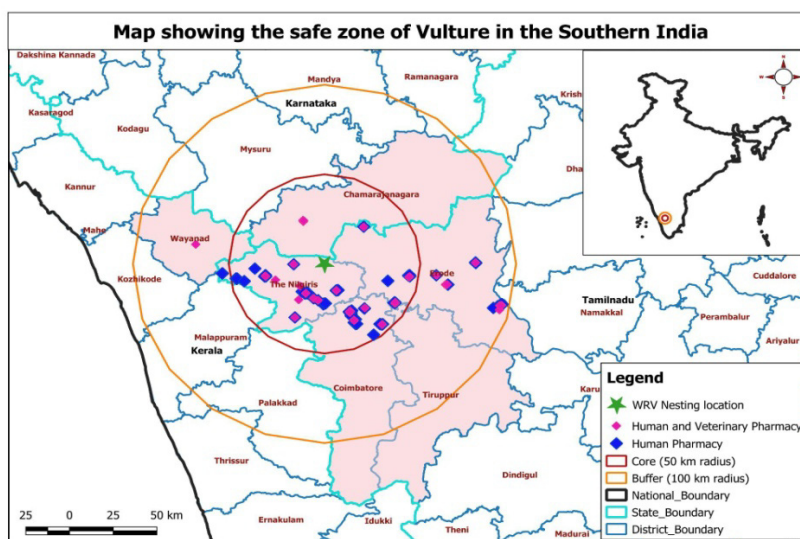 Map showing the safe zone of Vulture in the Southern India
Dakshina Kannada
Mandya
Ramanagara
Karnataka
Krish
Kasaragod
Kodagu
Mysuru
Dha
Kannur
Chamarajanagara
Mahe
Wayanad
Kozhikode
The Nilgiris
Erode
Cuddalore
Tamilnadu
Namakkal
Perambalur
Malappuram
Ariyalur
Kerala
Coimbatore
Tiruppur
Karu
Palakkad
Thrissur
Dindigul
Ernakulam
Idukki
Theni
Madurai
Legend
WRV Nesting location
Human and Veterinary Pharmacy
Human Pharmacy
Core (50 km radius)
Buffer (100 km radius)
National_Boundary
State_Boundary
District_Boundary
25 0 25 50 km